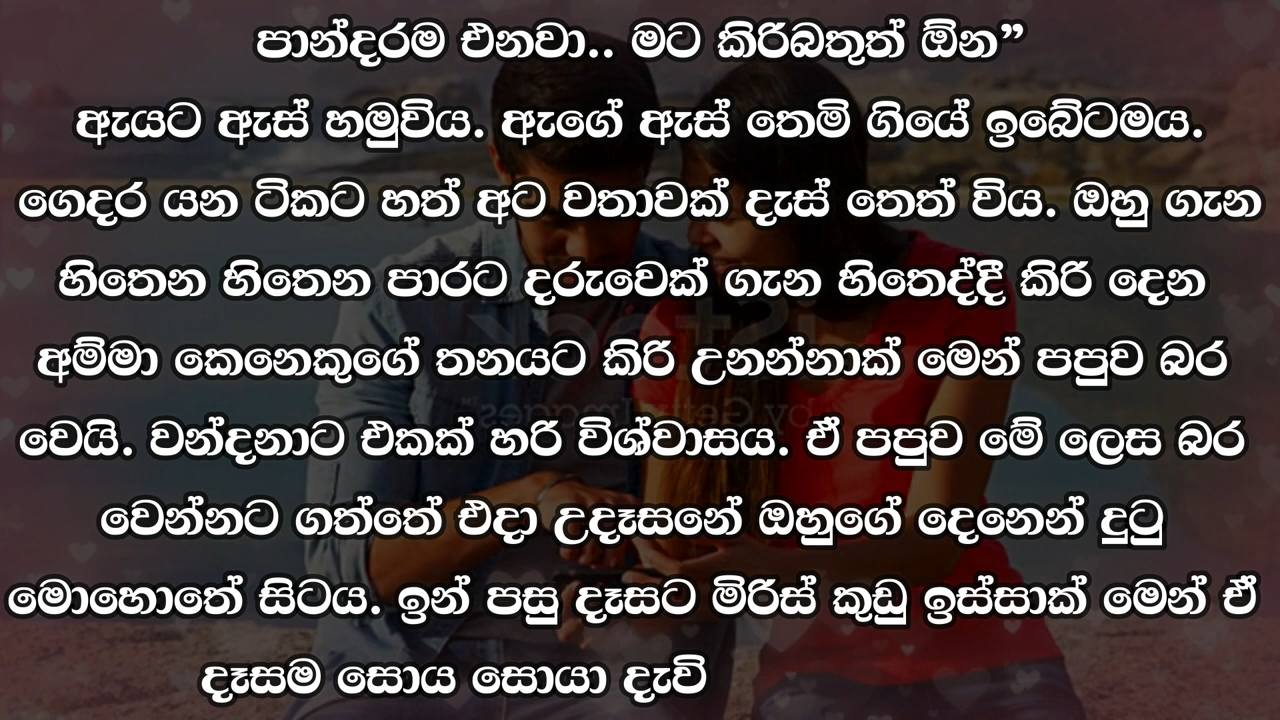 පාන්දරම එනවා.. මට කිරිබතුත් ඕන”
ඇයට ඇස් හමුවිය. ඇගේ ඇස් තෙමි ගියේ ඉබේටමය.
ගෙදර යන ටිකට හත් අට වතාවක් දැස් තෙත් විය. ඔහු ගැන
හිතෙන හිතෙන පාරට දරුවෙක් ගැන හිතෙද්දී කිරි දෙන
අම්මා කෙනෙකුගේ තනයට කිරි උනන්නාක් මෙන් පපුව බර
වෙයි. වන්දනාට එකක් හරි විශ්වාසය. ඒ පපුව මේ ලෙස බර
වෙන්නට ගත්තේ එදා උදෑසනේ ඔහුගේ දෙනෙන් දුටු
මොහොතේ සිටය. ඉන් පසු දෑසට මිරිස් කුඩු ඉස්සාක් මෙන් ඒ
දෑසම සොය සොයා දැවි